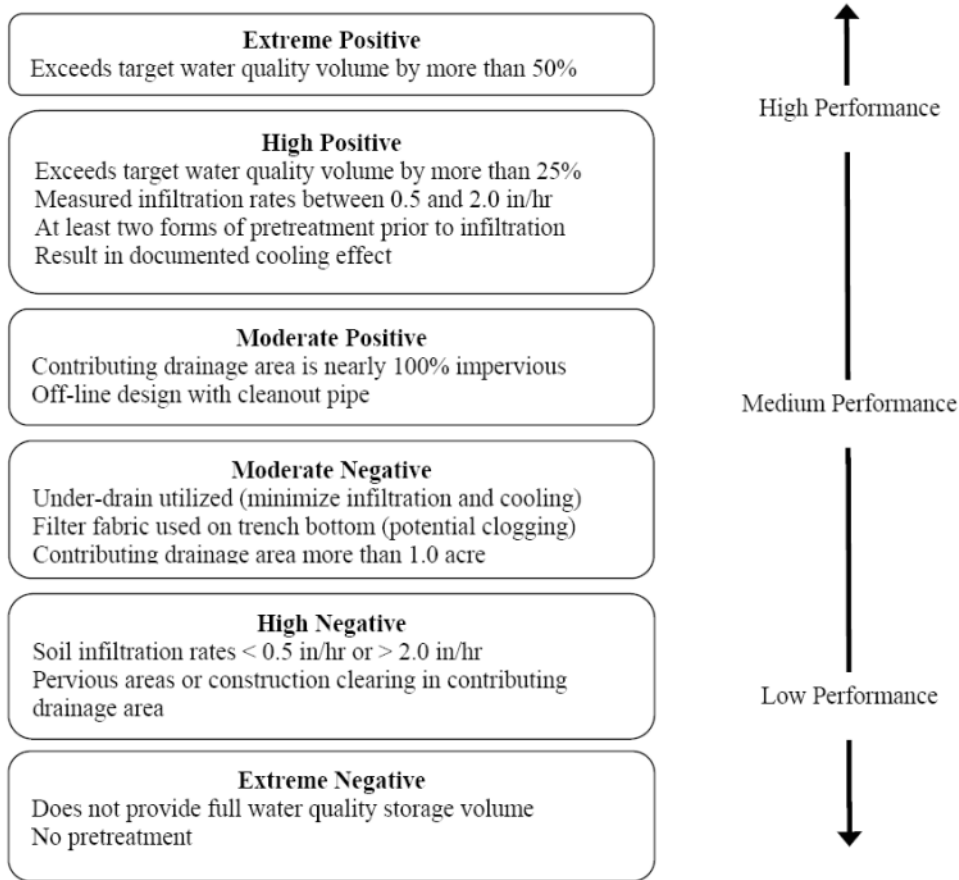 Extreme Positive
Exceeds target water quality volume by more than 50%
High Positive
Exceeds target water quality volume by more than 25%
Measured infiltration rates between 0.5 and 2.0 in/hr
At least two forms of pretreatment prior to infiltration
Result in documented cooling effect
Moderate Positive
Contributing drainage area is nearly 100% impervious
Off-line design with cleanout pipe
Moderate Negative
Under-drain utilized (minimize infiltration and cooling)
Filter fabric used on trench bottom (potential clogging)
Contributing drainage area more than 1.0 acre
High Negative
Soil infiltration rates < 0.5 in/hr or > 2.0 in/hr
Pervious areas or construction clearing in contributing
drainage area
Extreme Negative
Does not provide full water quality storage volume
No pretreatment
High Performance
Medium Performance
Low Performance